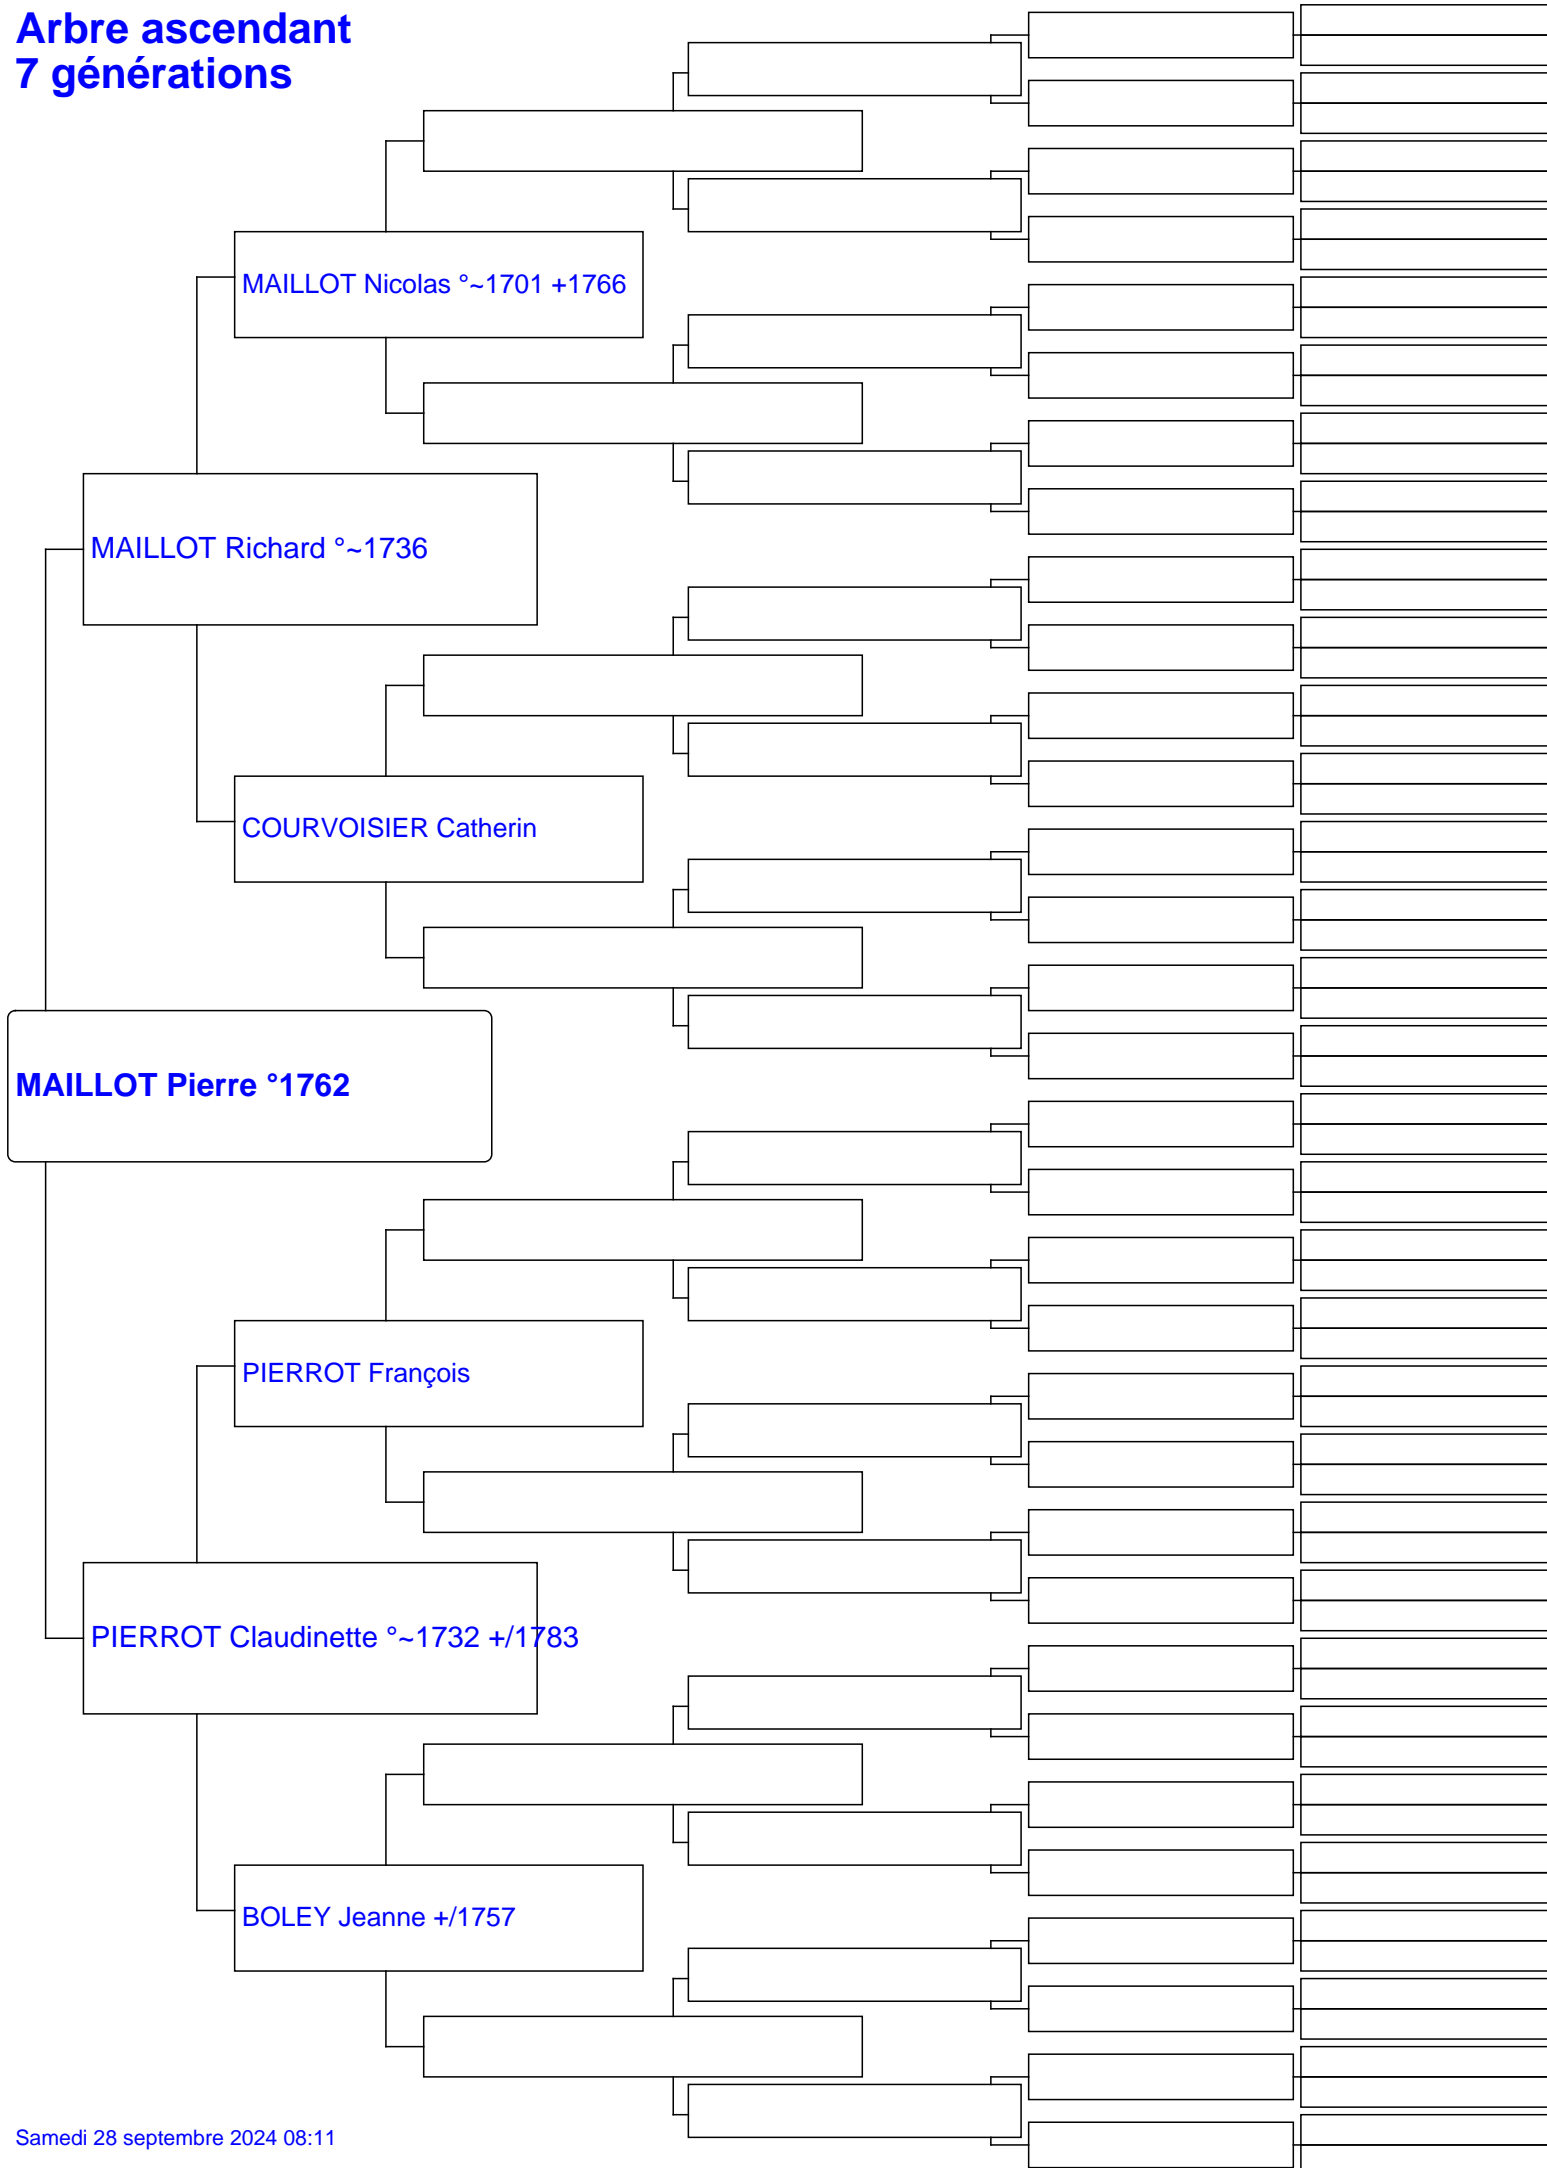 Arbre ascendant
7 générations
MAILLOT Nicolas °~1701 +1766
MAILLOT Richard °~1736
COURVOISIER Catherin
MAILLOT Pierre °1762
PIERROT François
PIERROT Claudinette °~1732 +/1783
BOLEY Jeanne +/1757
Samedi 28 septembre 2024 08:11